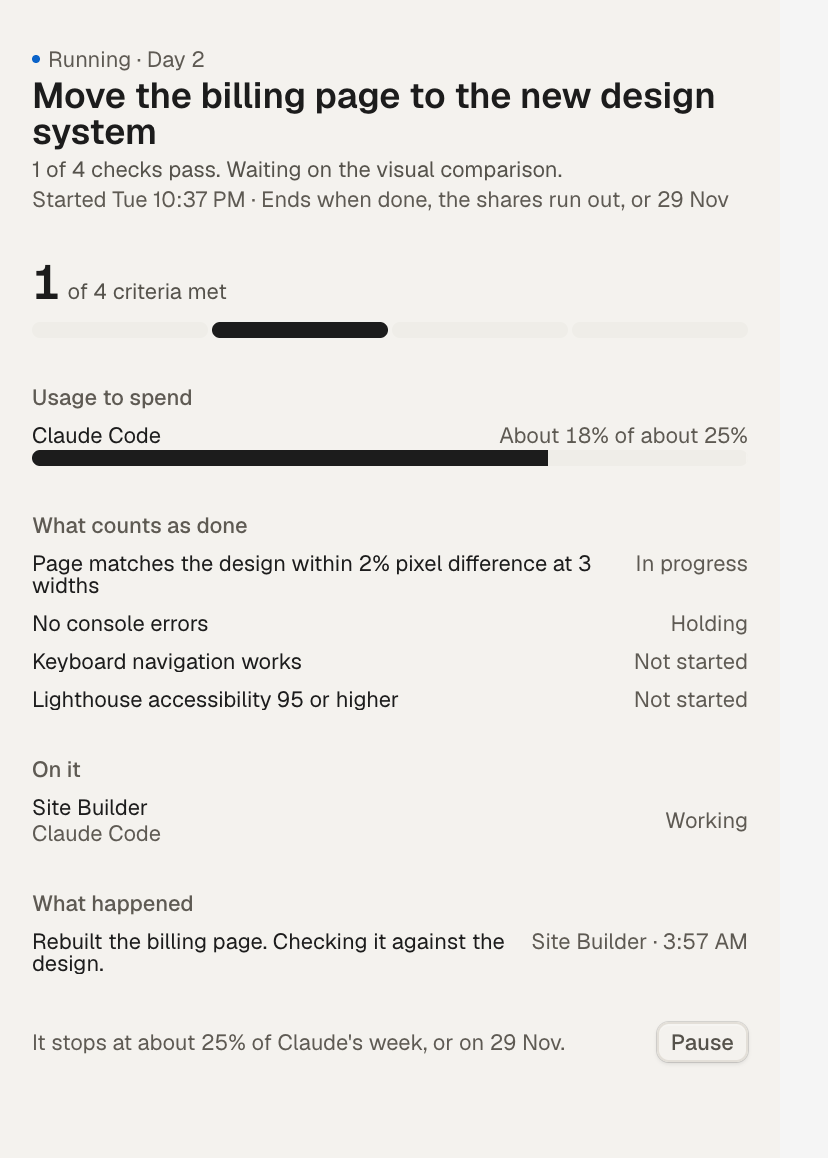 Running · Day 2
Move the billing page to the new design
system
1 of 4 checks pass. Waiting on the visual comparison.
Started Tue 10:37 PM · Ends when done, the shares run out, or 29 Nov
1 of 4 criteria met
Usage to spend
Claude Code About 18% of about 25%
What counts as done
Page matches the design within 2% pixel difference at 3 In progress
widths
No console errors Holding
Keyboard navigation works Not started
Lighthouse accessibility 95 or higher Not started
On it
Site Builder
Working
Claude Code
What happened
Rebuilt the billing page. Checking it against the Site Builder · 3:57 AM
design.
It stops at about 25% of Claude's week, or on 29 Nov. Pause